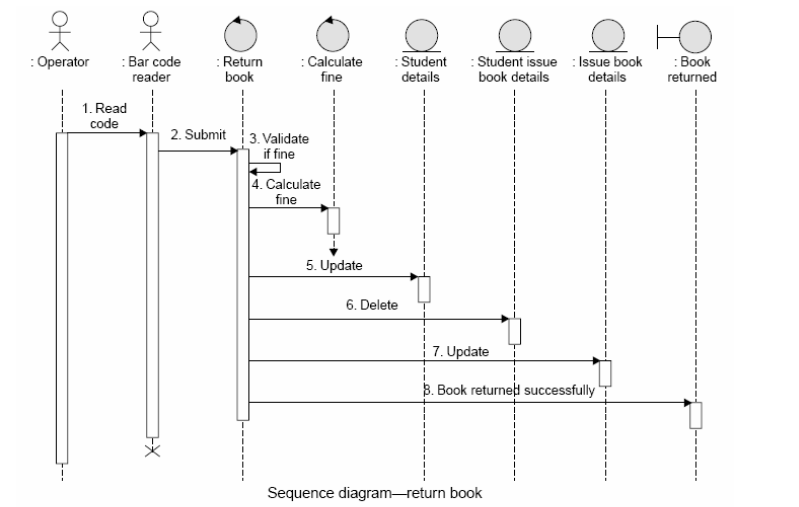 : Operator
: Bar code
reader
: Return
book
: Calculate
fine
: Student
details
: Student issue
book details
: Issue book
details
: Book
returned
1. Read
code
2. Submit
3. Validate
if fine
4. Calculate
fine
5. Update
6. Delete
7. Update
8. Book returned successfully
Sequence diagram—return book